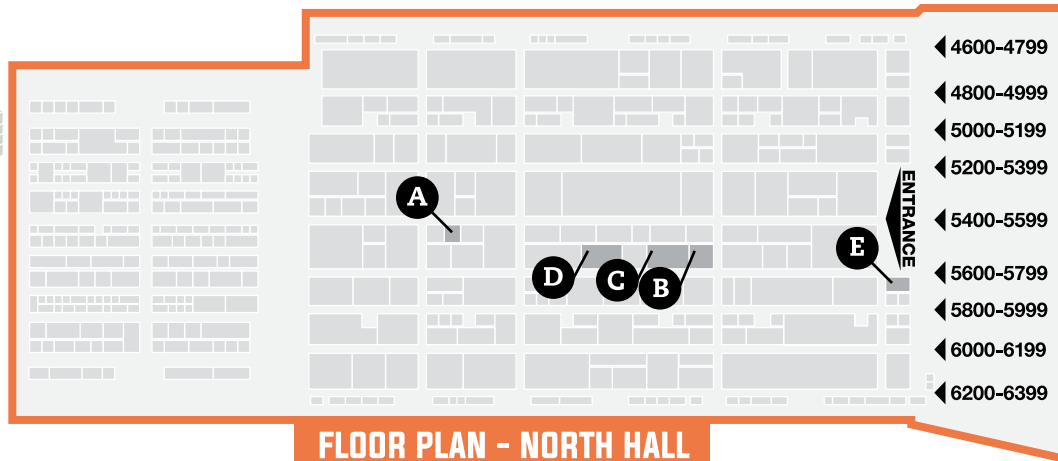 4600-4799
4800-4999
5000-5199
5200-5399
A
ENTRANCE
5400-5599
E
D
C
B
5600-5799
5800-5999
6000-6199
6200-6399
FLOOR PLAN - NORTH HALL